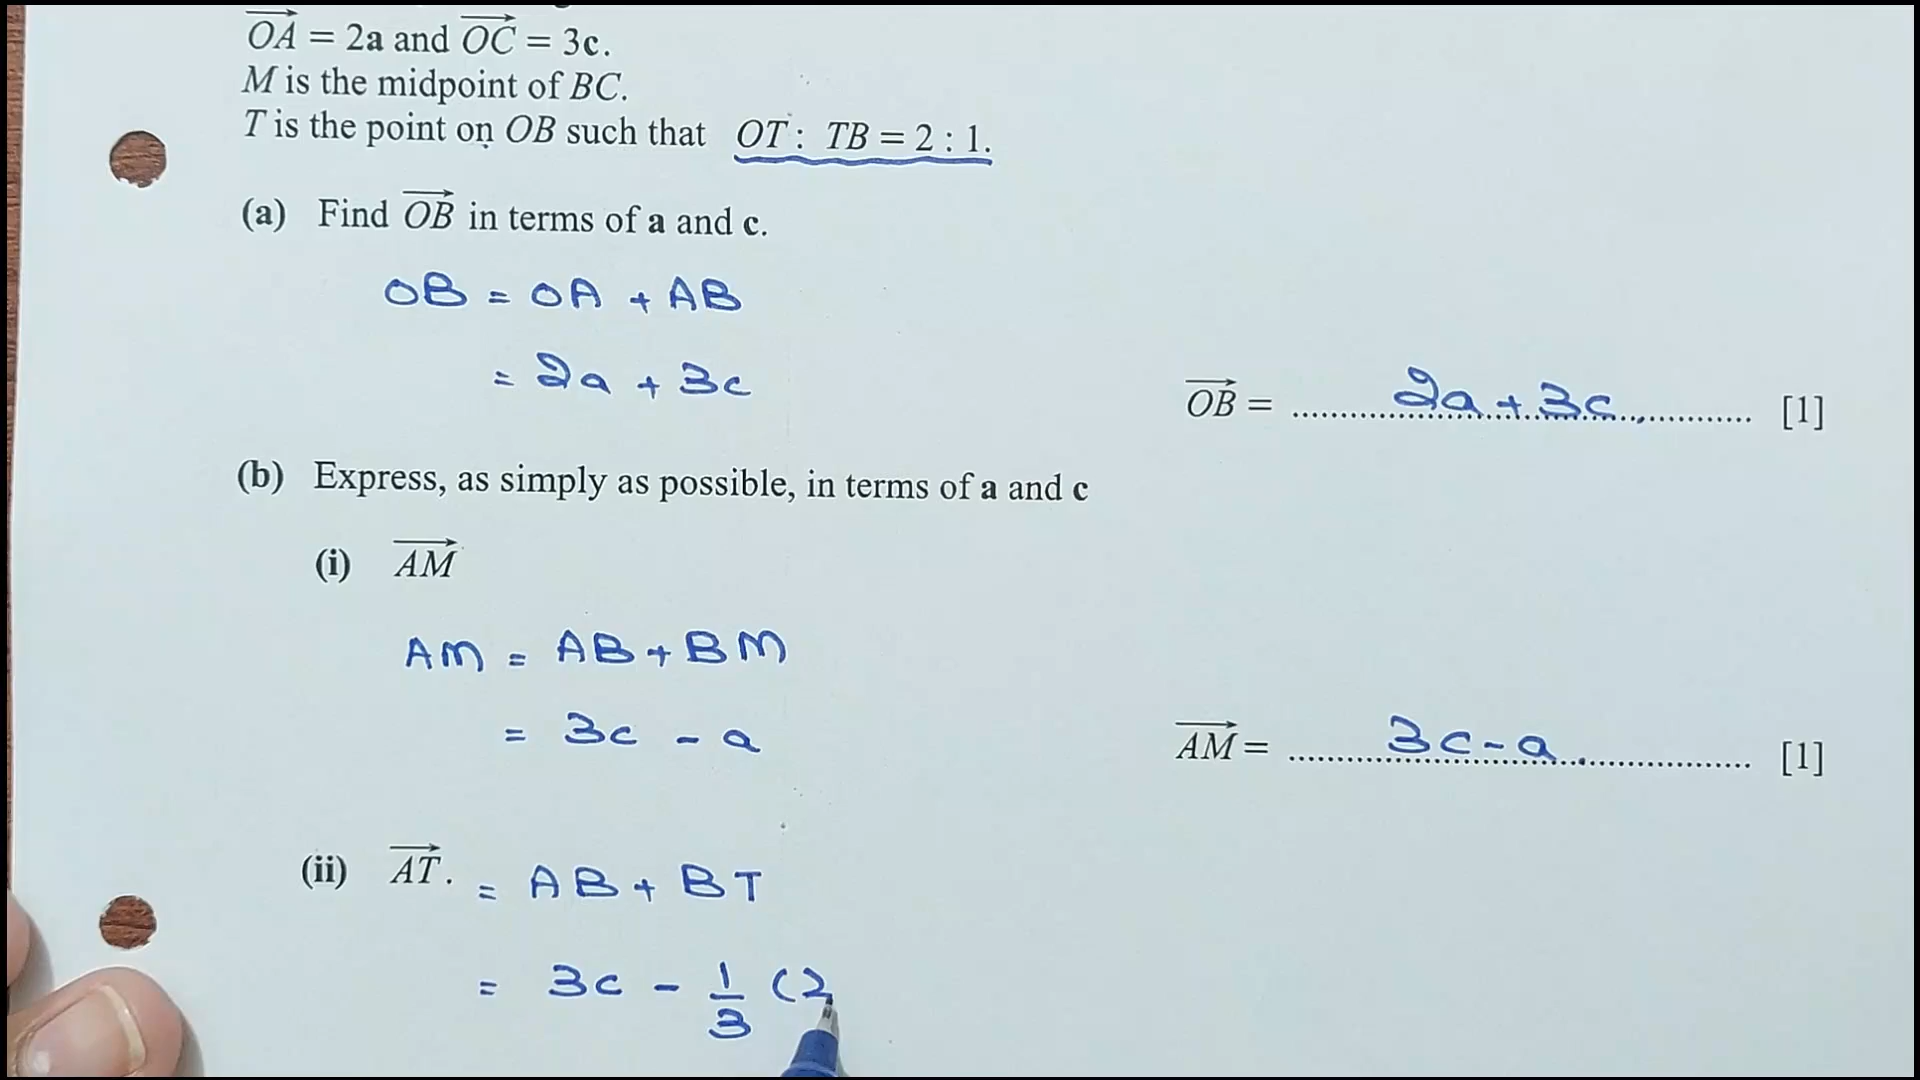 OA = 2a and OC = 3c.
M is the midpoint of BC.
T is the point on OB such that OT : TB = 2 : 1.
(a) Find OB in terms of a and c.
OB = OA + AB
= 2a + 3c
OB = 2a + 3c [1]
(b) Express, as simply as possible, in terms of a and c
(i) AM
AM = AB + BM
= 3c - a
AM = 3c - a [1]
(ii) AT. = AB + BT
= 3c - 1/3 (2